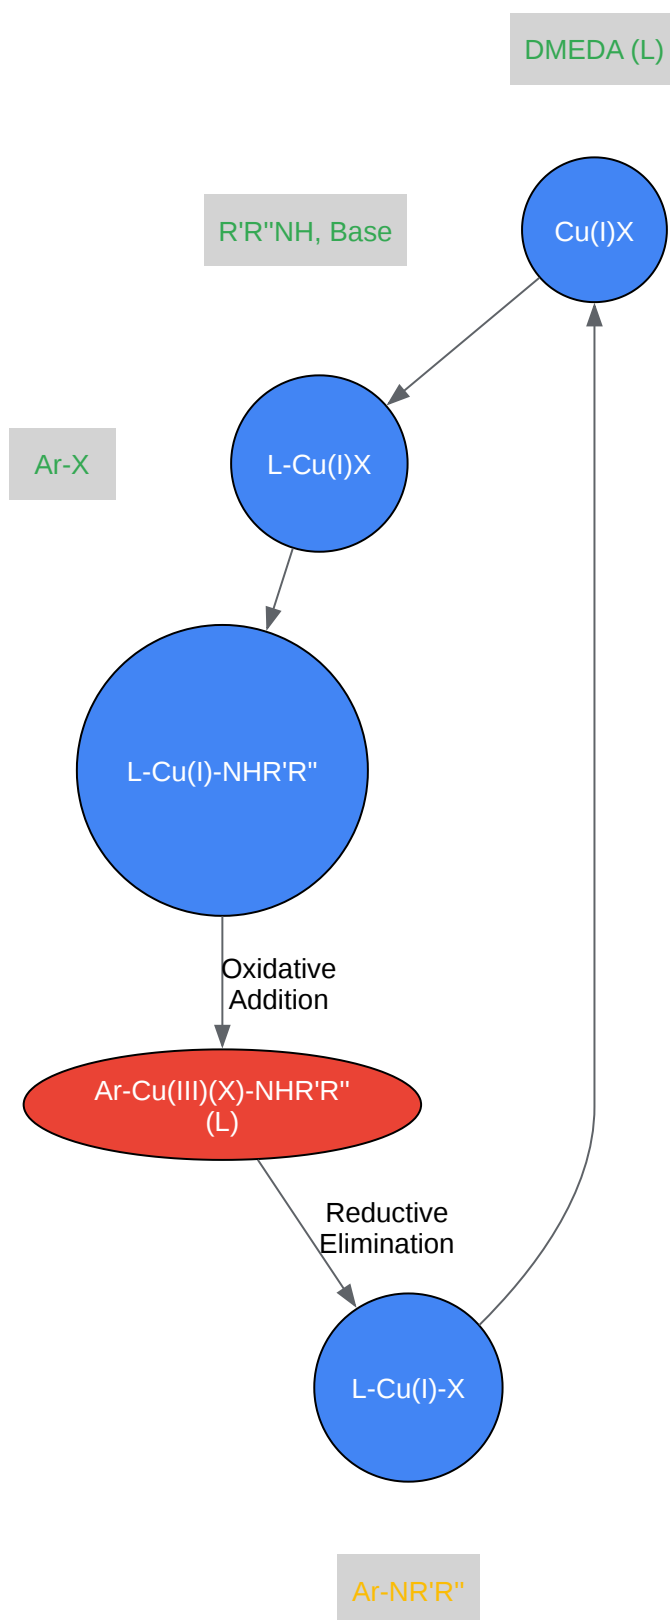 DMEDA (L)
Cu(I)X
R'R"NH, Base
L-Cu(I)X
Ar-X
L-Cu(I)-NHR'R"
Oxidative
Addition
Ar-Cu(III)(X)-NHR'R"
(L)
Reductive
Elimination
L-Cu(I)-X
Ar-NR'R"